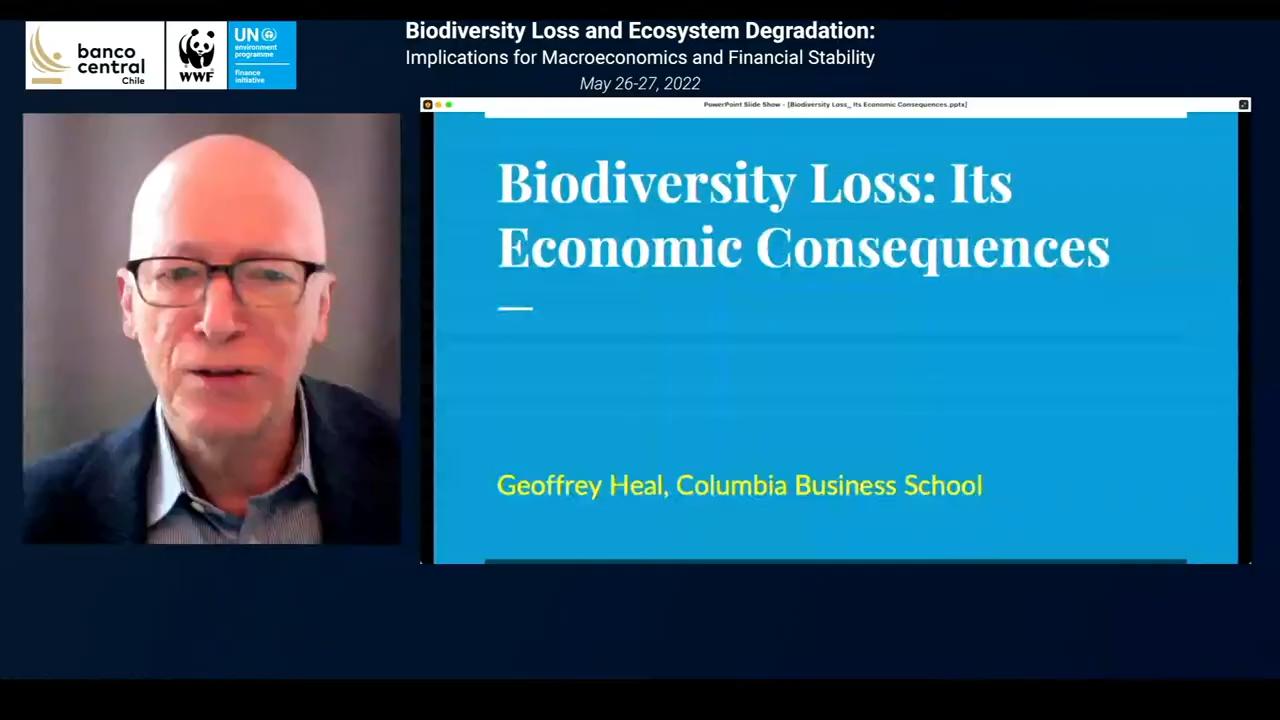 banco
central
Chile
WWF
UN
environment
programme
finance
initiative
Biodiversity Loss and Ecosystem Degradation:
Implications for Macroeconomics and Financial Stability
May 26-27, 2022
PowerPoint Slide Show - [Biodiversity Loss_ Its Economic Consequences.pptx]
Biodiversity Loss: Its
Economic Consequences
Geoffrey Heal, Columbia Business School